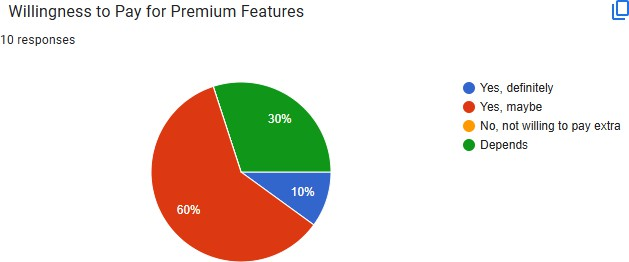 Willingness to Pay for Premium Features
10 responses
Yes, definitely
Yes, maybe
No, not willing to pay extra
Depends
30%
10%
60%